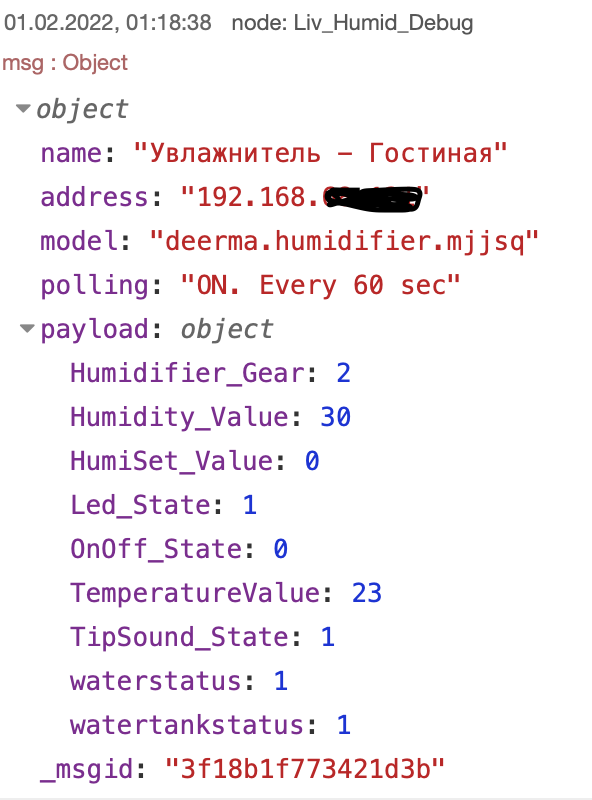 01.02.2022, 01:18:38 node: Liv_Humid_Debug
msg : Object
object
name: "Увлажнитель – Гостиная"
address: "192.168."
model: "deerma.humidifier.mjjsq"
polling: "ON. Every 60 sec"
payload: object
Humidifier_Gear: 2
Humidity_Value: 30
HumiSet_Value: 0
Led_State: 1
OnOff_State: 0
TemperatureValue: 23
TipSound_State: 1
waterstatus: 1
watertankstatus: 1
_msgid: "3f18b1f773421d3b"